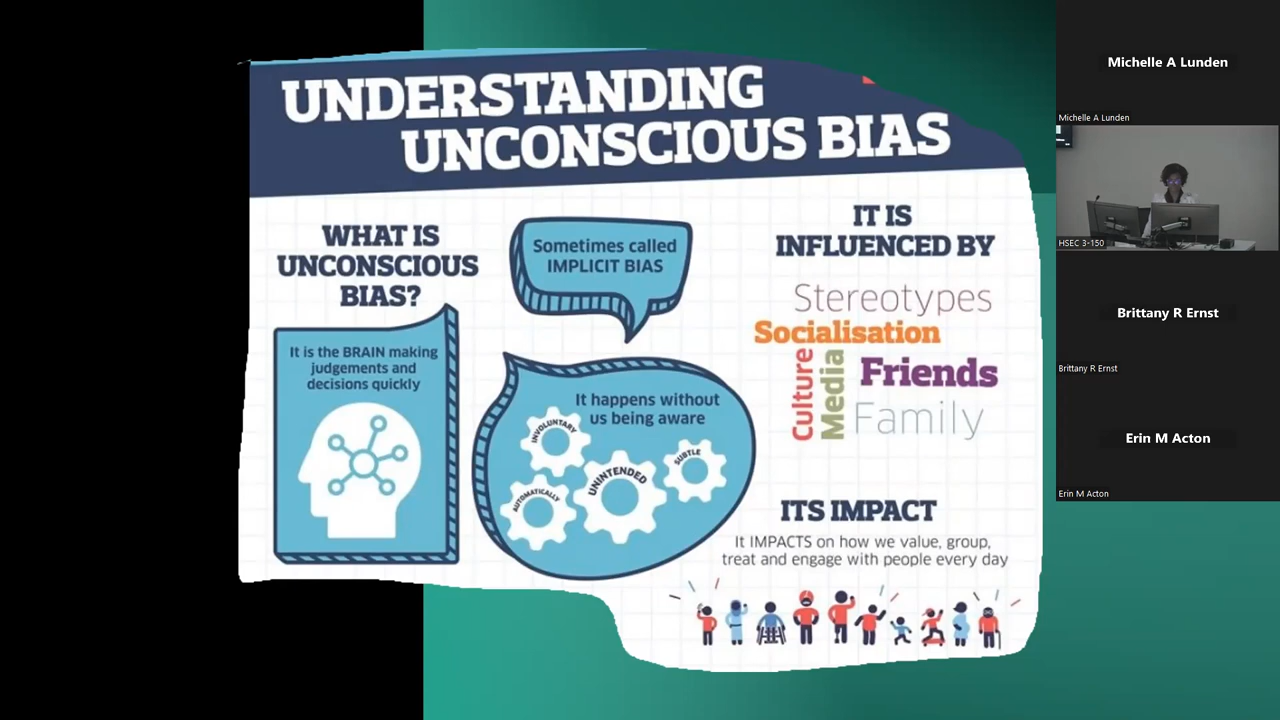 UNDERSTANDING
UNCONSCIOUS BIAS
WHAT IS
UNCONSCIOUS
BIAS?
It is the BRAIN making
judgements and
decisions quickly
Sometimes called
IMPLICIT BIAS
It happens without
us being aware
INVOLUNTARY
AUTOMATICALLY
UNINTENDED
SUBTLE
IT IS
INFLUENCED BY
Stereotypes
Socialisation
Culture
Media
Friends
Family
ITS IMPACT
It IMPACTS on how we value, group,
treat and engage with people every day
Michelle A Lunden
Michelle A Lunden
HSEC 3-150
Brittany R Ernst
Brittany R Ernst
Erin M Acton
Erin M Acton